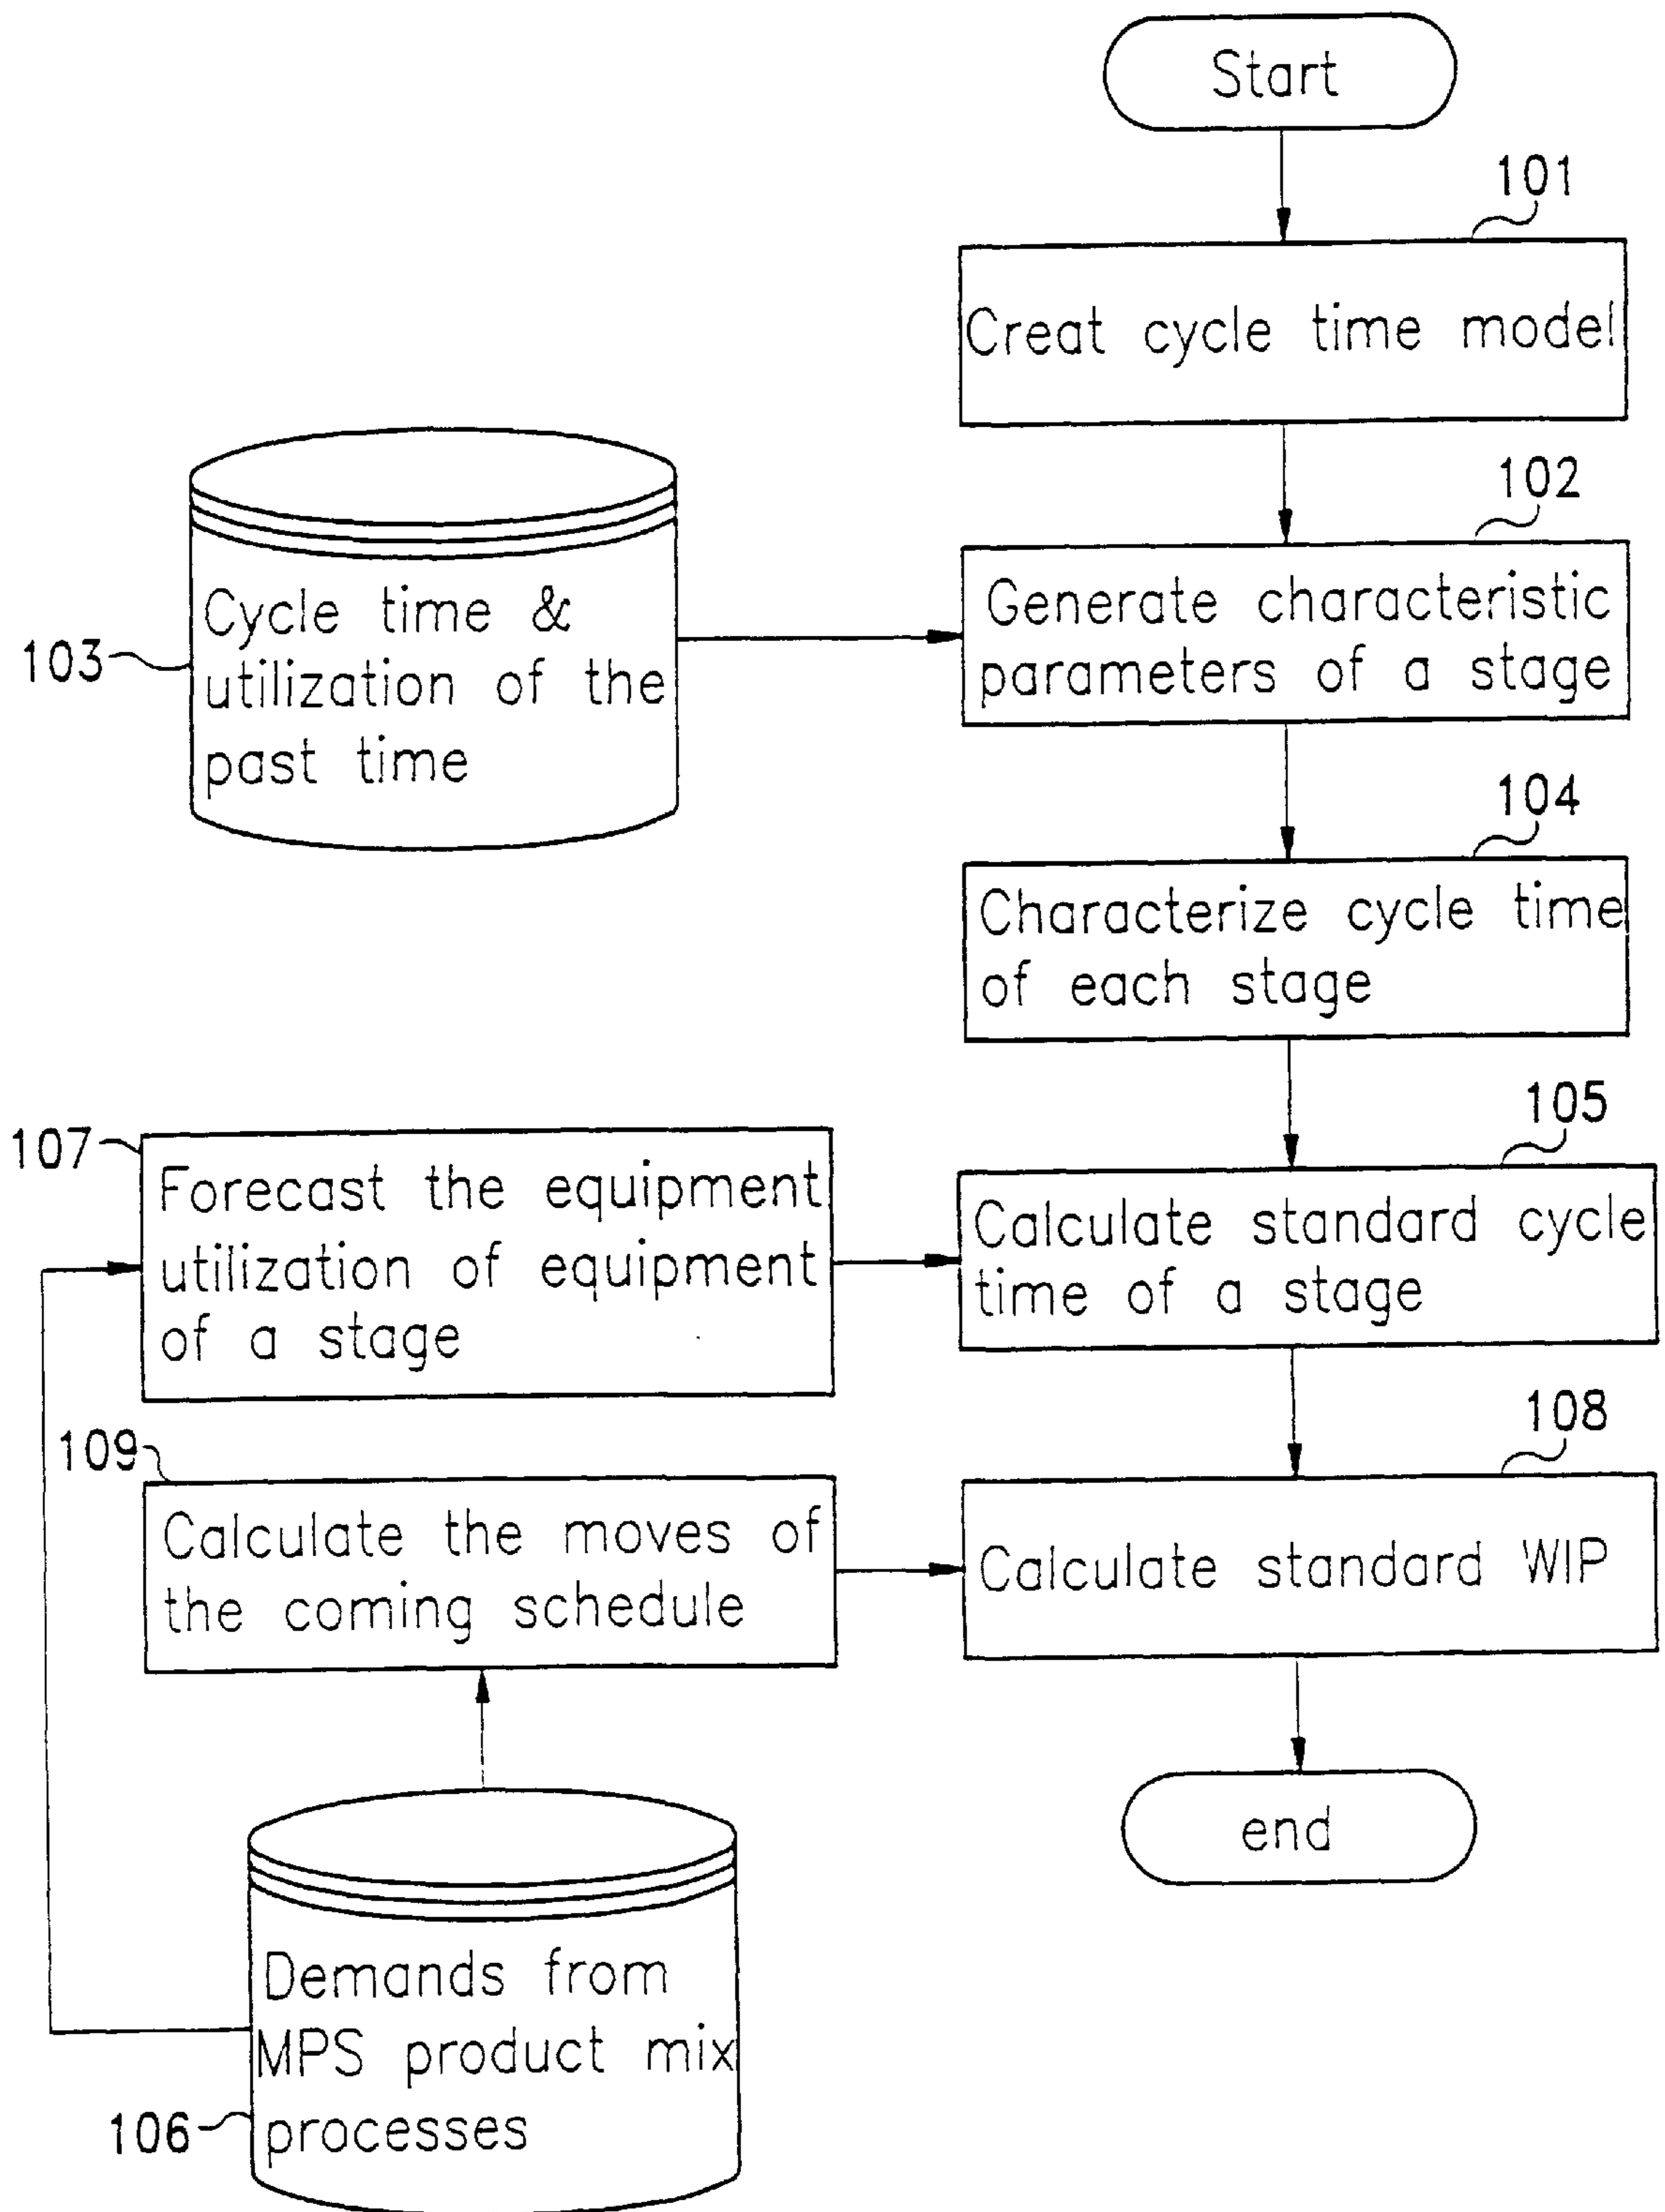 Start
101
Creat cycle time model
102
Generate characteristic
parameters of a stage
103
Cycle time &
utilization of the
past time
104
Characterize cycle time
of each stage
105
Calculate standard cycle
time of a stage
107
Forecast the equipment
utilization of equipment
of a stage
108
Calculate standard WIP
109
Calculate the moves of
the coming schedule
end
106
Demands from
MPS product mix
processes